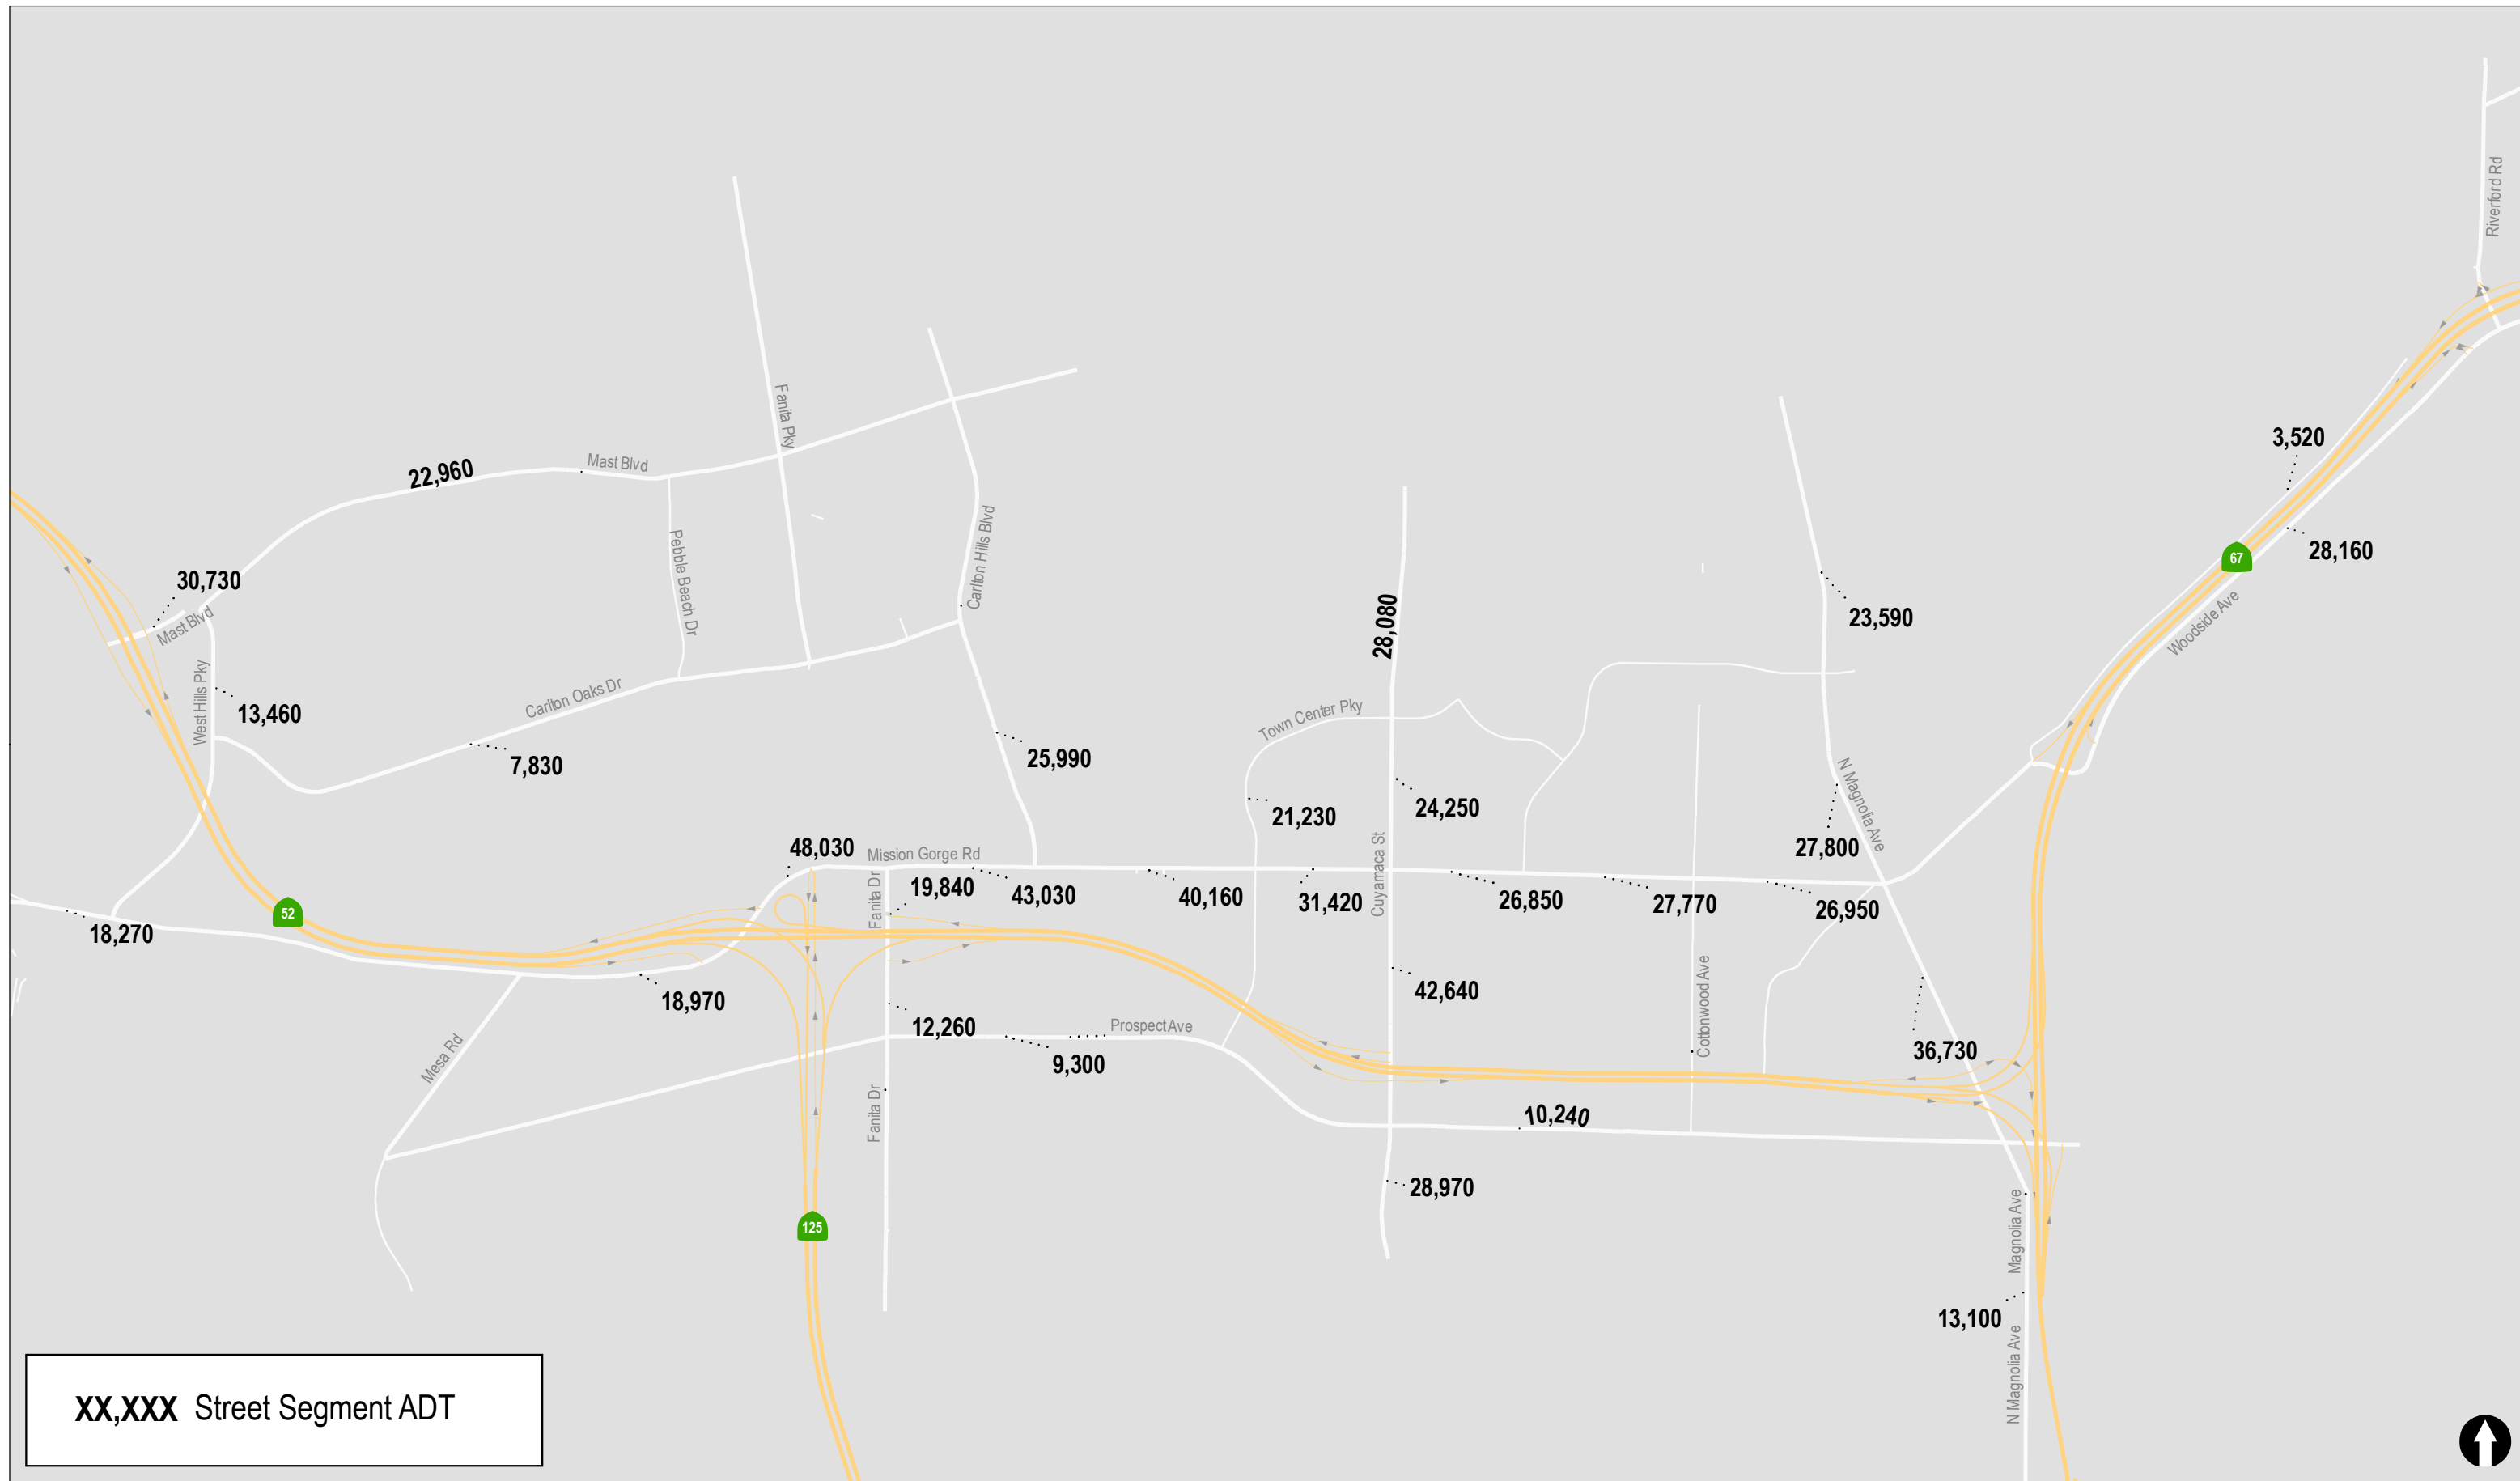 Riverford Rd
Fanita Pky
3,520
Mast Blvd
22,960
Carlton Hills Blvd
Pebble Beach Dr
28,160
67
30,730
Mast Blvd
28,080
23,590
Woodside Ave
West Hills Pky
13,460
Carlton Oaks Dr
Town Center Pky
7,830
25,990
24,250
21,230
N Magnolia Ave
27,800
48,030
Mission Gorge Rd
Cuyamaca St
19,840
43,030
40,160
31,420
26,850
27,770
26,950
Fanita Dr
52
18,270
18,970
42,640
Cottonwood Ave
12,260
Prospect Ave
9,300
36,730
Mesa Rd
Fanita Dr
10,240
28,970
125
Magnolia Ave
13,100
N Magnolia Ave
XX,XXX Street Segment ADT